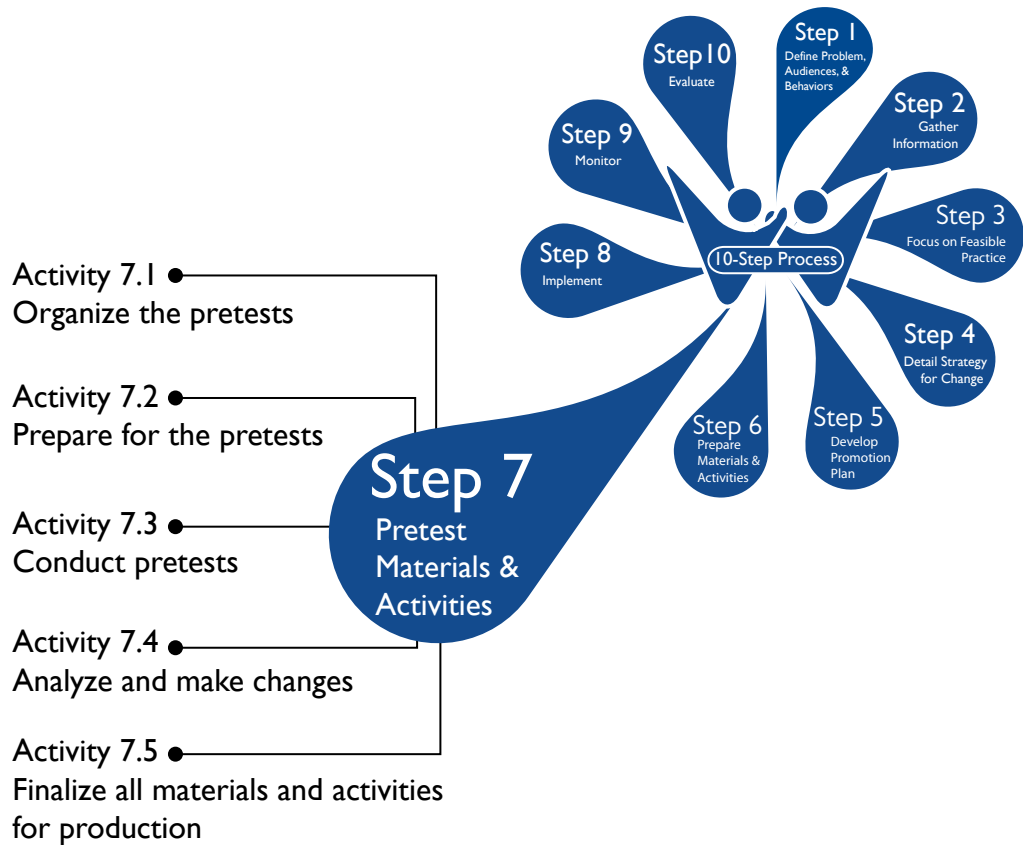 Step 1
Define Problem,
Audiences, &
Behaviors
Step 2
Gather
Information
Step 3
Focus on Feasible
Practice
Step 4
Detail Strategy
for Change
Step 5
Develop
Promotion
Plan
Step 6
Prepare
Materials &
Activities
Step 7
Pretest
Materials &
Activities
Step 8
Implement
Step 9
Monitor
Step10
Evaluate
10-Step Process
Activity 7.1
Organize the pretests
Activity 7.2
Prepare for the pretests
Activity 7.3
Conduct pretests
Activity 7.4
Analyze and make changes
Activity 7.5
Finalize all materials and activities
for production